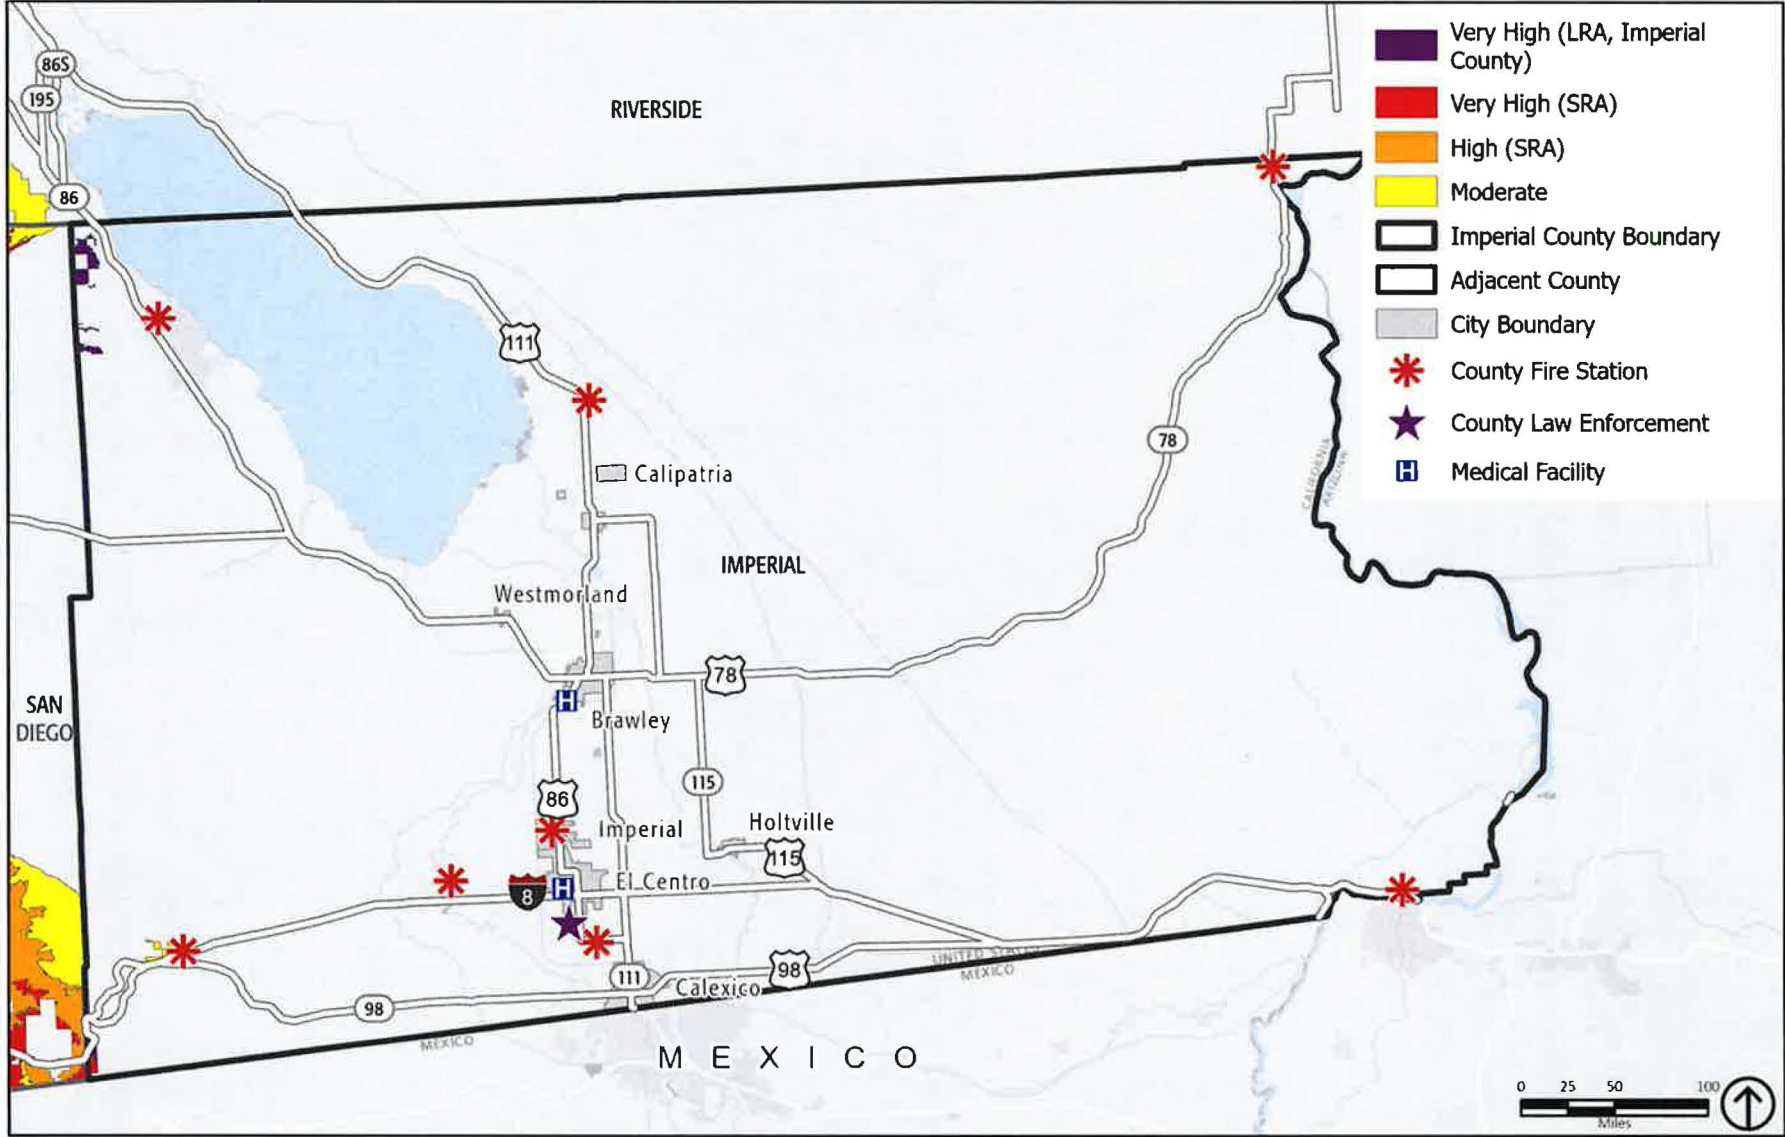 Very High (LRA, Imperial
County)
Very High (SRA)
High (SRA)
Moderate
Imperial County Boundary
Adjacent County
City Boundary
County Fire Station
County Law Enforcement
H Medical Facility
86S
195
86
RIVERSIDE
111
78
CALIFORNIA
ARIZONA
Calipatria
IMPERIAL
Westmorland
SAN
DIEGO
78
H
Brawley
115
86
Imperial
Holtville
115
8
H
El Centro
111
98
98
Calexico
UNITED STATES
MEXICO
MEXICO
MEXICO
0 25 50 100
Miles